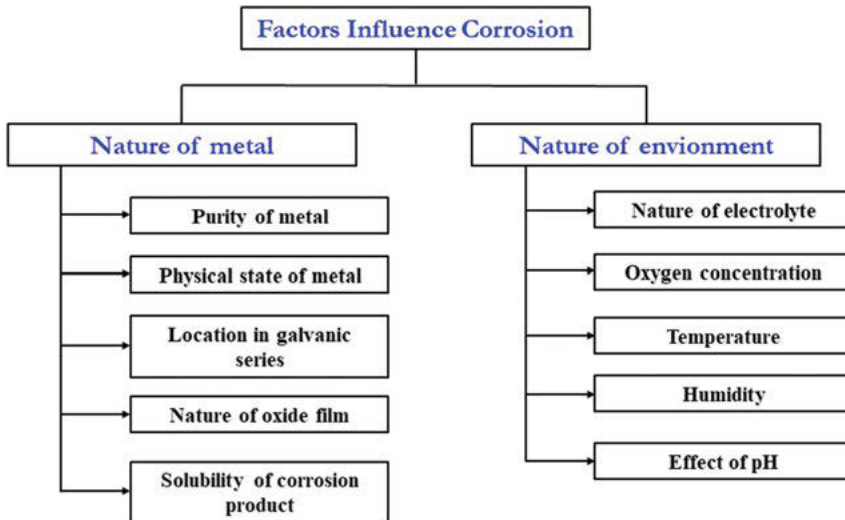 Factors Influence Corrosion
Nature of metal
Purity of metal
Physical state of metal
Location in galvanic
series
Nature of oxide film
Solubility of corrosion
product
Nature of envionment
Nature of electrolyte
Oxygen concentration
Temperature
Humidity
Effect of pH